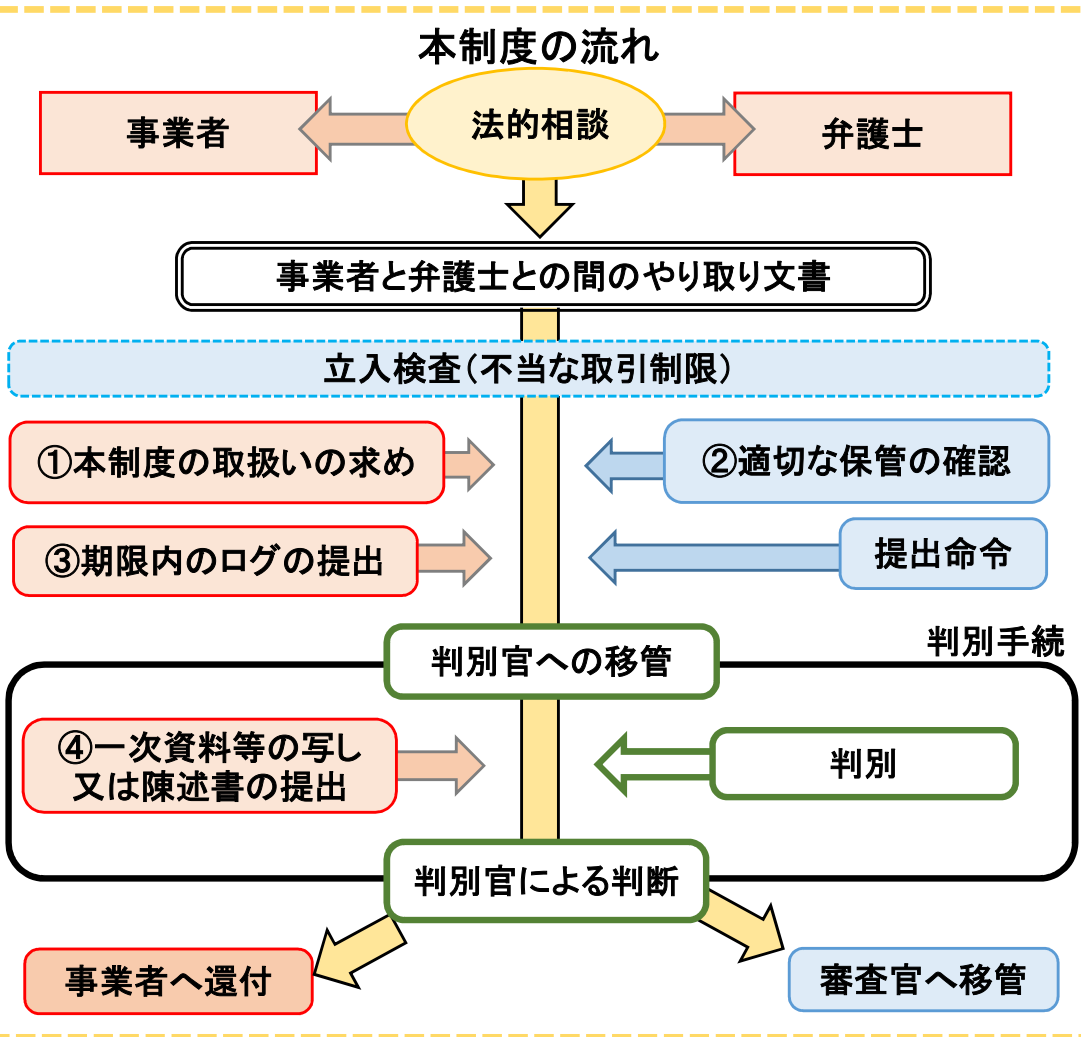 本制度の流れ
事業者
法的相談
弁護士
事業者と弁護士との間のやり取り文書
立入検査(不当な取引制限)
①本制度の取扱いの求め
②適切な保管の確認
③期限内のログの提出
提出命令
判別官への移管
判別手続
④一次資料等の写し
又は陳述書の提出
判別
判別官による判断
事業者へ還付
審査官へ移管